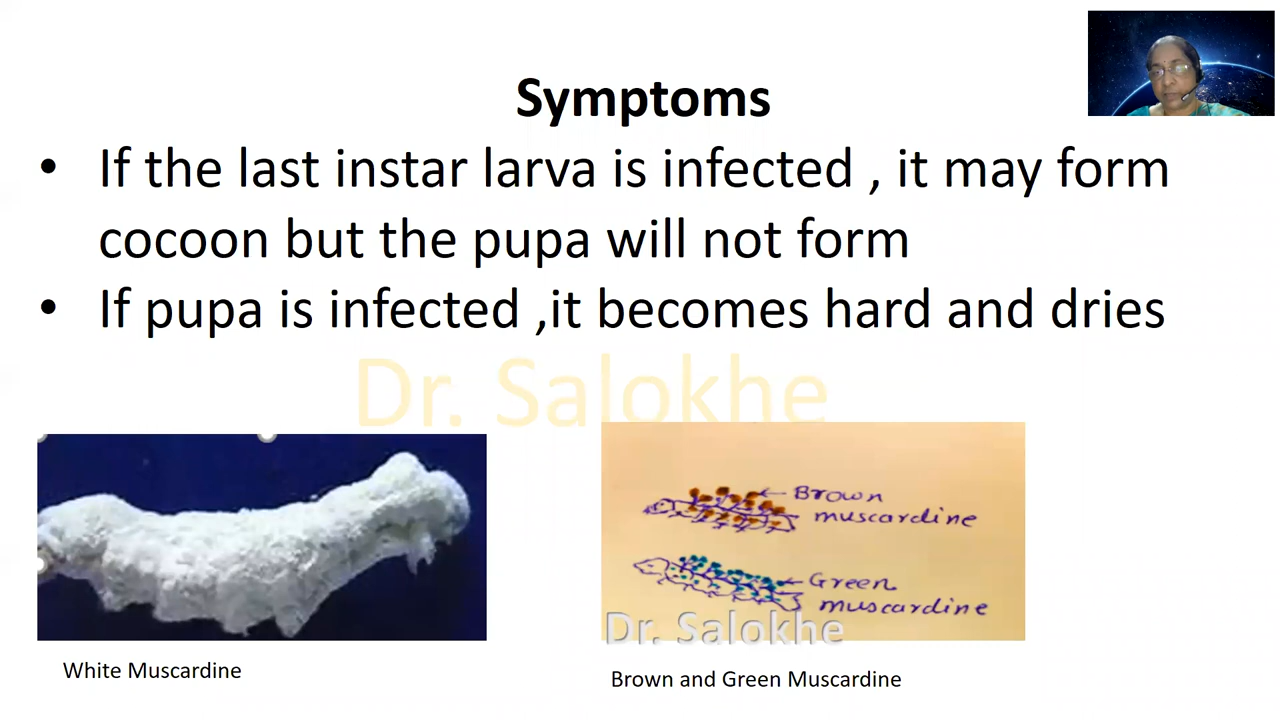 Symptoms
• If the last instar larva is infected , it may form
cocoon but the pupa will not form
• If pupa is infected ,it becomes hard and dries
Dr. Salokhe
Brown
muscardine
Green
muscardine
Dr. Salokhe
White Muscardine
Brown and Green Muscardine